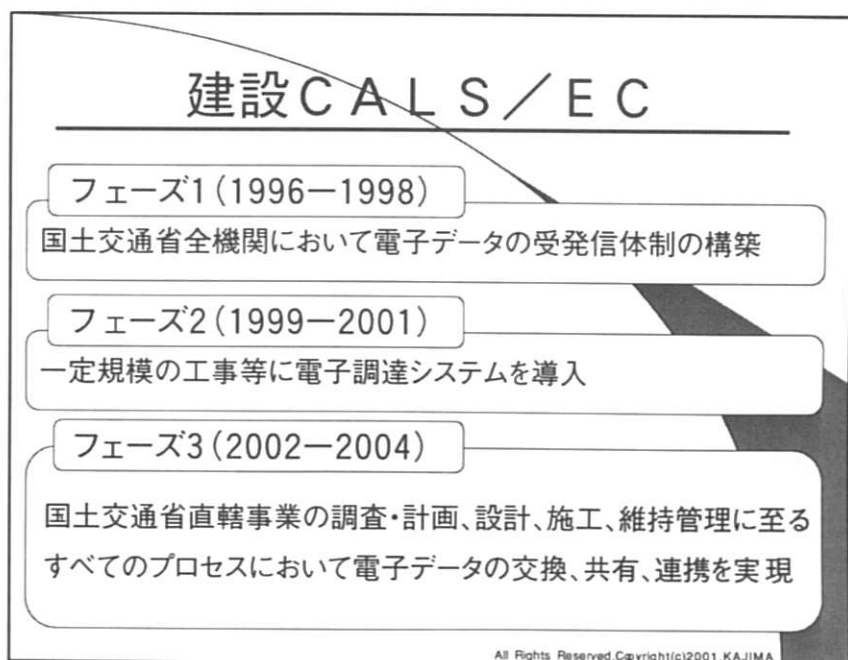 建設CALS／EC
フェーズ1(1996－1998)
国土交通省全機関において電子データの受発信体制の構築
フェーズ2(1999－2001)
一定規模の工事等に電子調達システムを導入
フェーズ3(2002－2004)
国土交通省直轄事業の調査・計画、設計、施工、維持管理に至る
すべてのプロセスにおいて電子データの交換、共有、連携を実現
All Rights Reserved,Copyright(c)2001,KAJIMA